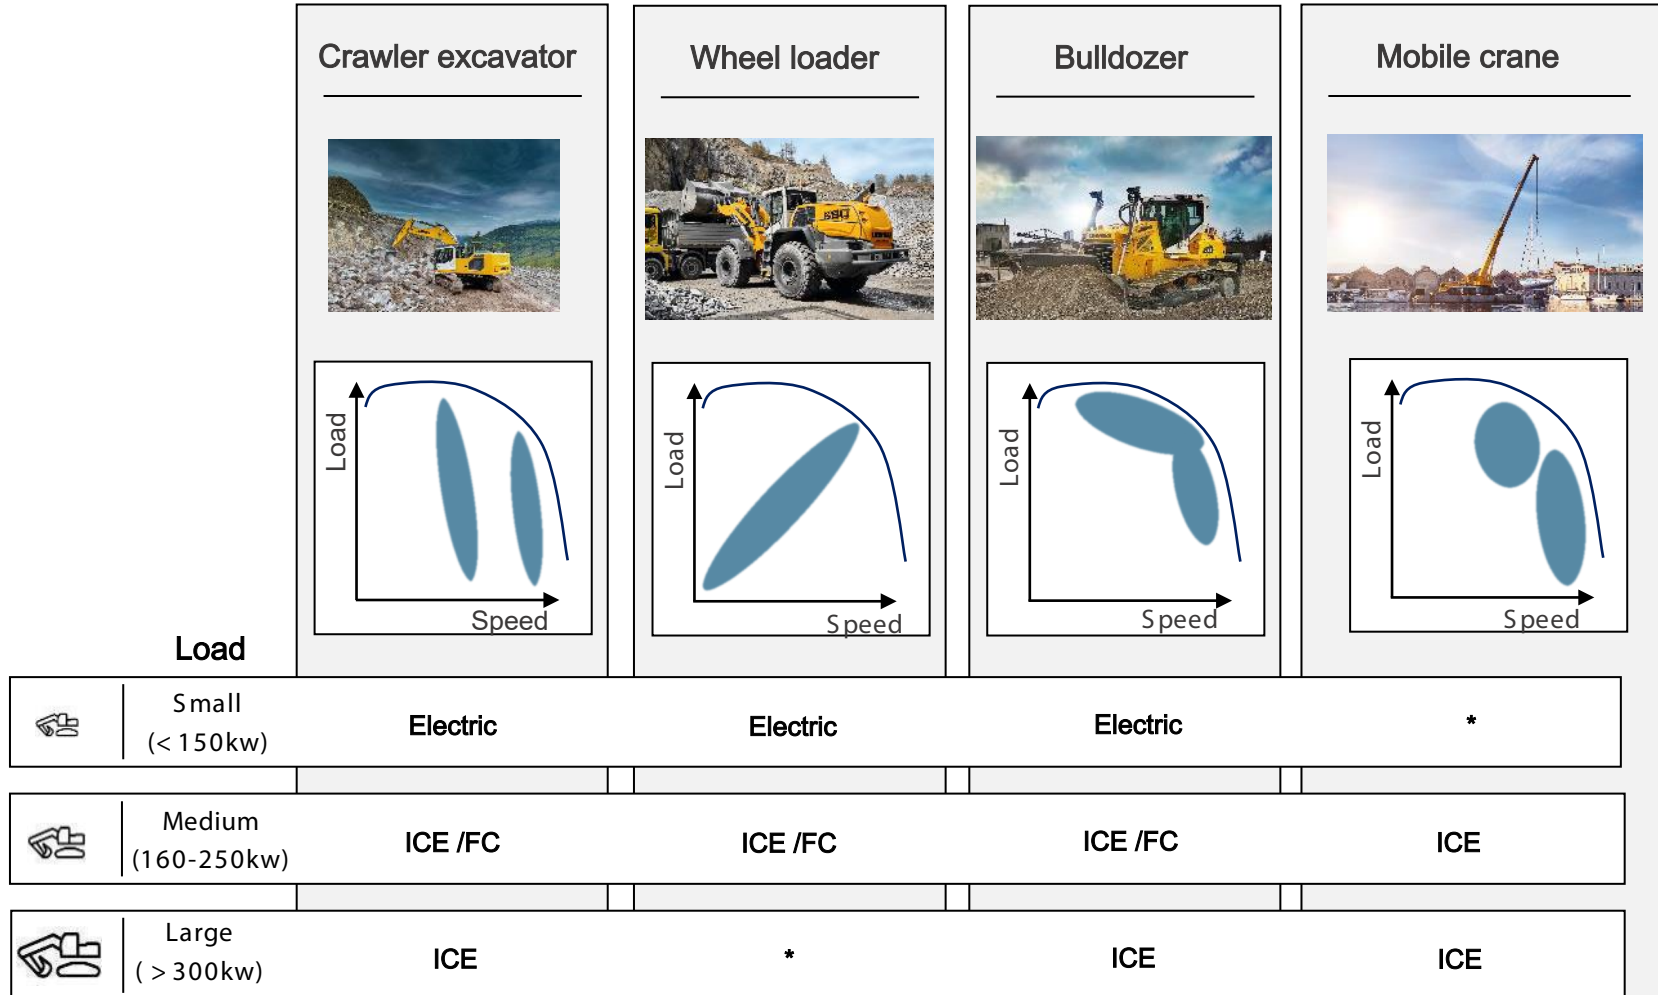 Crawler excavator
Wheel loader
Bulldozer
Mobile crane
Load
Speed
Load
Speed
Load
Speed
Load
Speed
Load
Small
(< 150kw)
Electric
Electric
Electric
*
Medium
(160-250kw)
ICE /FC
ICE /FC
ICE /FC
ICE
Large
( > 300kw)
ICE
*
ICE
ICE